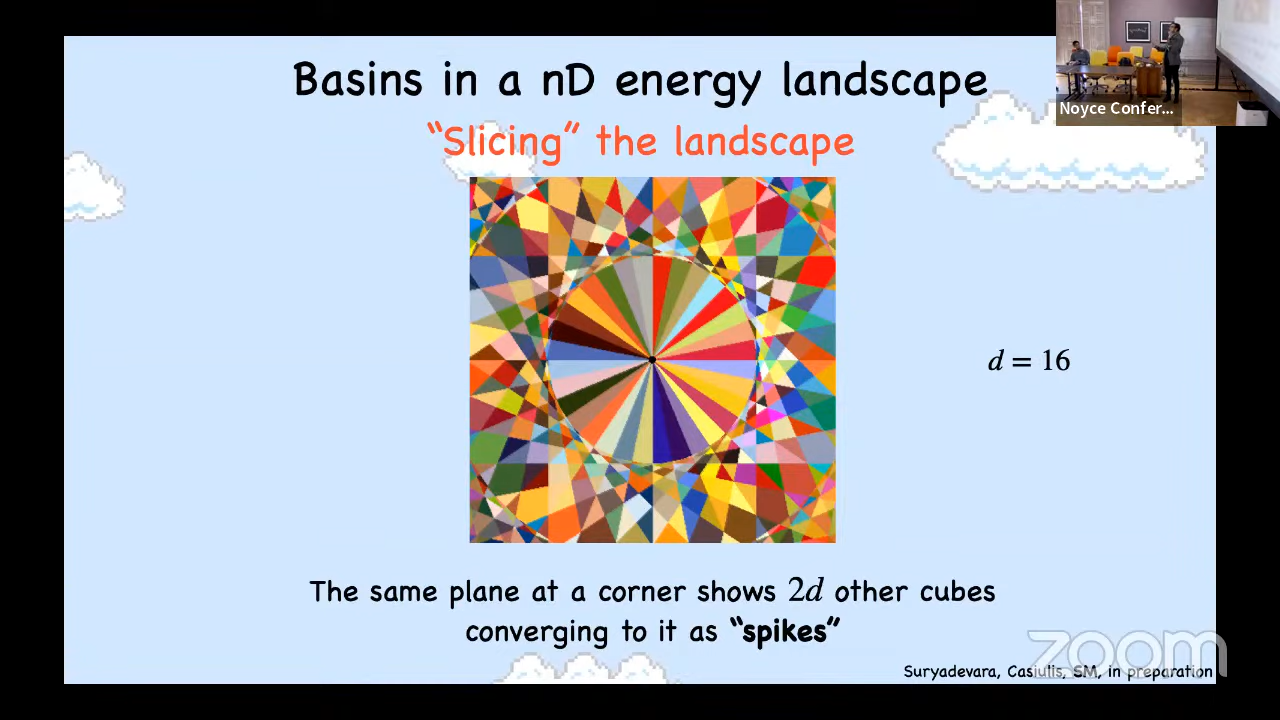 Basins in a nD energy landscape
“Slicing” the landscape
d = 16
The same plane at a corner shows 2d other cubes
converging to it as “spikes”
Suryadevara, Casiulis, SM, in preparation
zoom
Noyce Confer...